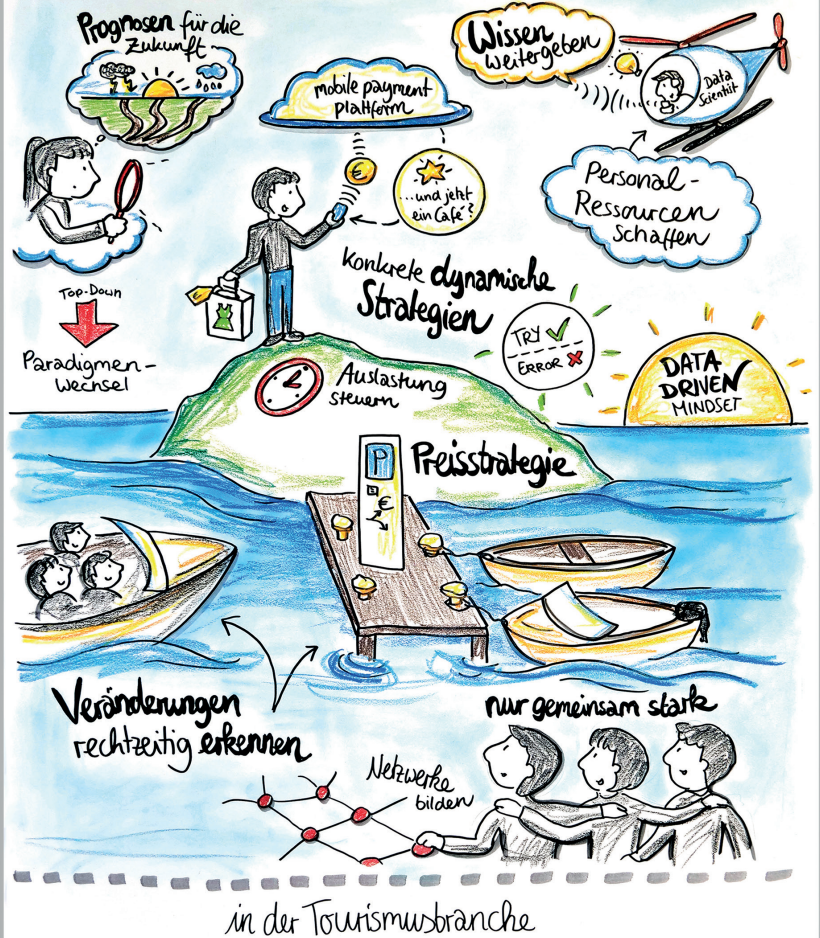 Prognosen für die
Zukunft
Wissen
weitergeben
Data
Scientist
mobile payment
plattform
€
...und jetzt
ein Café?
Personal-
Ressourcen
schaffen
konkrete dynamische
Strategien
Top-Down
Paradigmen-
wechsel
TRY
ERROR
DATA
DRIVEN
MINDSET
Auslastung
steuern
Preisstrategie
P
€
Veränderungen
rechtzeitig erkennen
nur gemeinsam stark
Netzwerke
bilden
in der Tourismusbranche